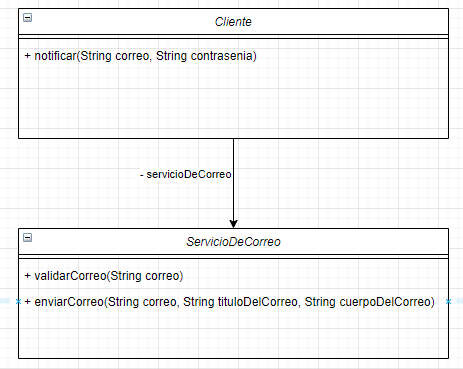 Cliente
+ notificar(String correo, String contrasenia)
- servicioDeCorreo
ServicioDeCorreo
+ validarCorreo(String correo)
+ enviarCorreo(String correo, String tituloDelCorreo, String cuerpoDelCorreo)